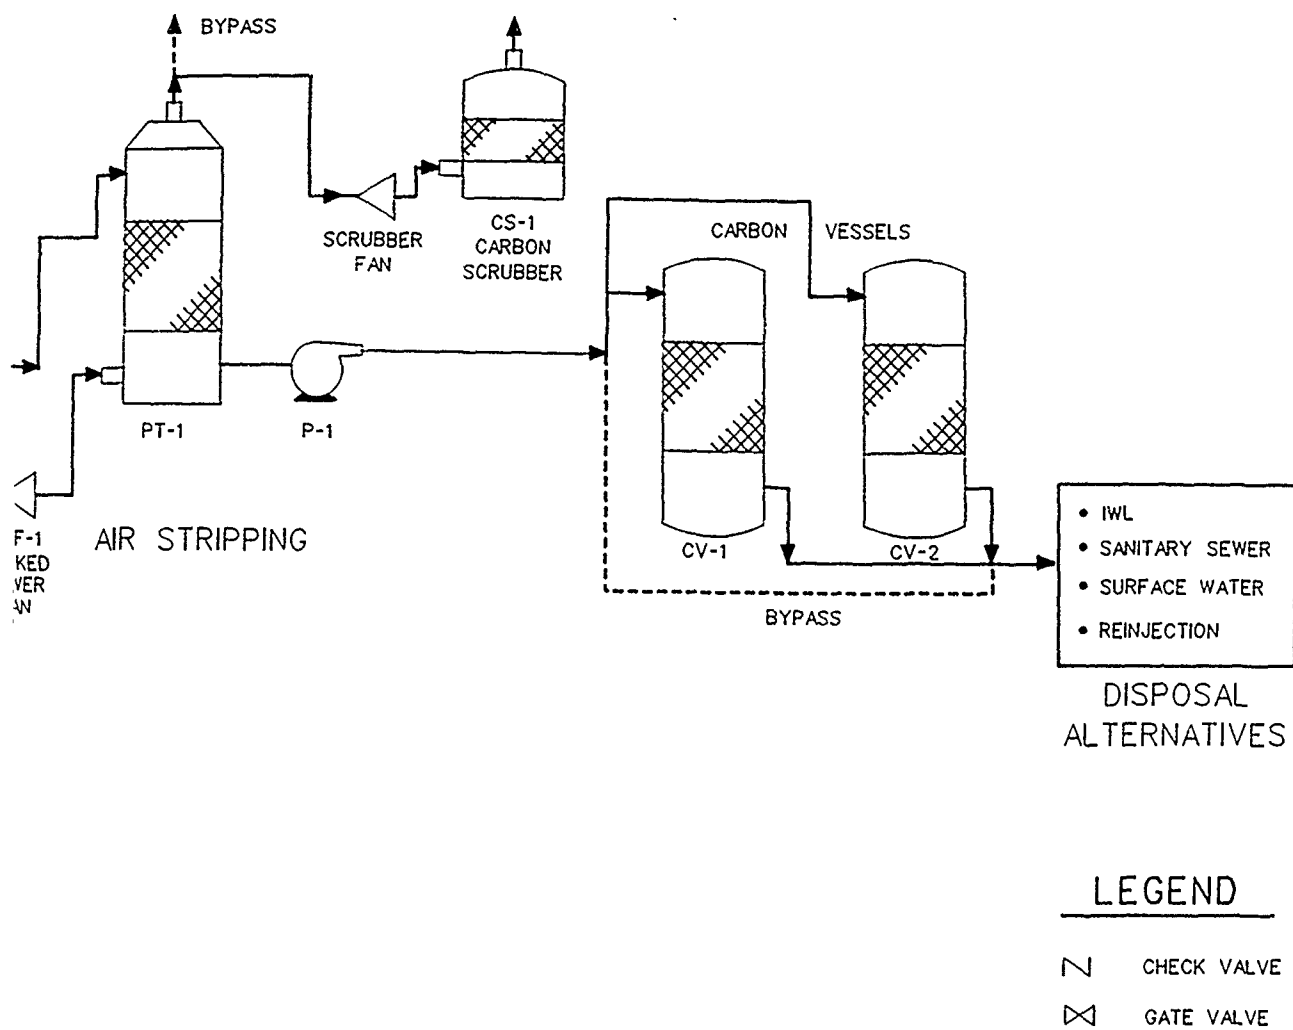 BYPASS
CS-1
CARBON
SCRUBBER
SCRUBBER
FAN
CARBON VESSELS
PT-1
P-1
F-1
AIR STRIPPING
CV-1
CV-2
BYPASS
• IWL
• SANITARY SEWER
• SURFACE WATER
• REINJECTION
DISPOSAL
ALTERNATIVES
LEGEND
CHECK VALVE
GATE VALVE